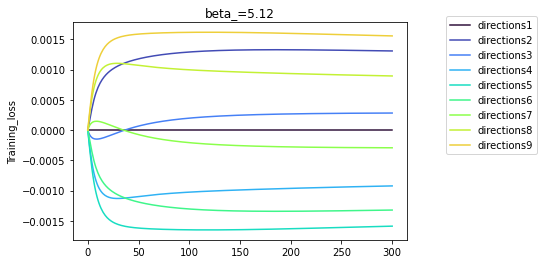 beta_=5.12
Training_loss
0.0015
0.0010
0.0005
0.0000
−0.0005
−0.0010
−0.0015
0
50
100
150
200
250
300
directions1
directions2
directions3
directions4
directions5
directions6
directions7
directions8
directions9